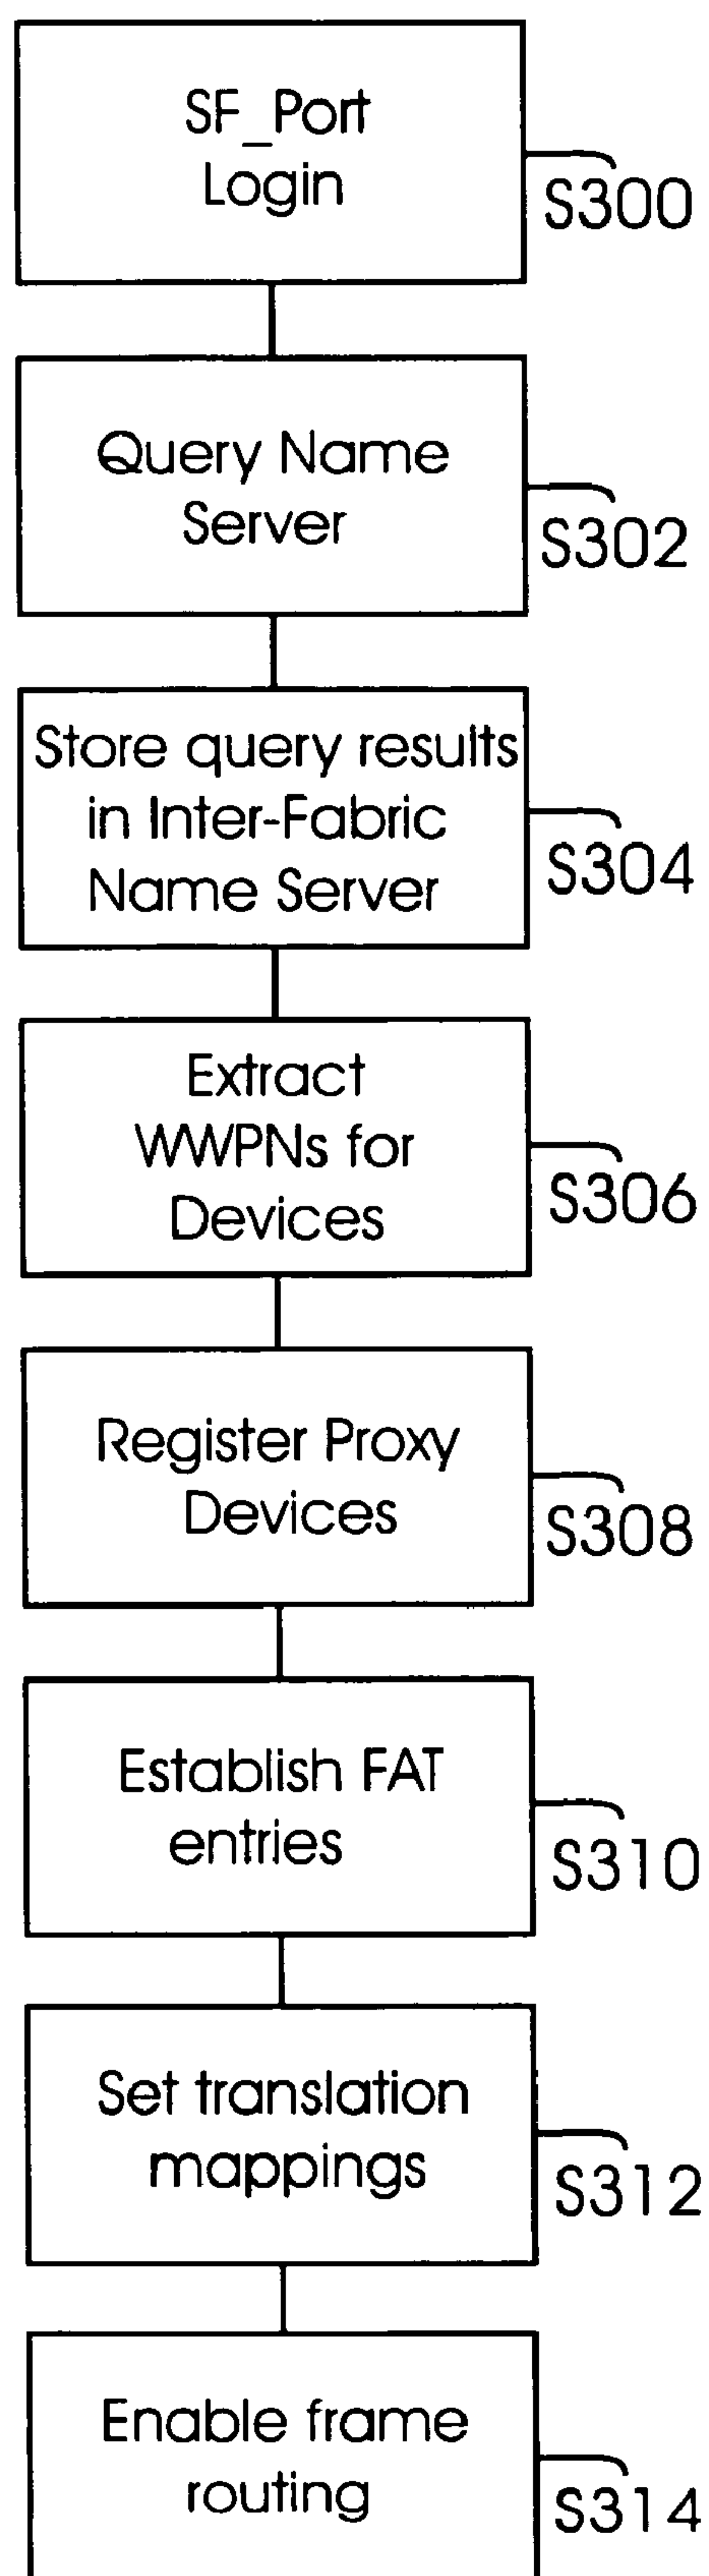 SF_Port
Login
S300
Query Name
Server
S302
Store query results
in Inter-Fabric
Name Server
S304
Extract
WWPNs for
Devices
S306
Register Proxy
Devices
S308
Establish FAT
entries
S310
Set translation
mappings
S312
Enable frame
routing
S314